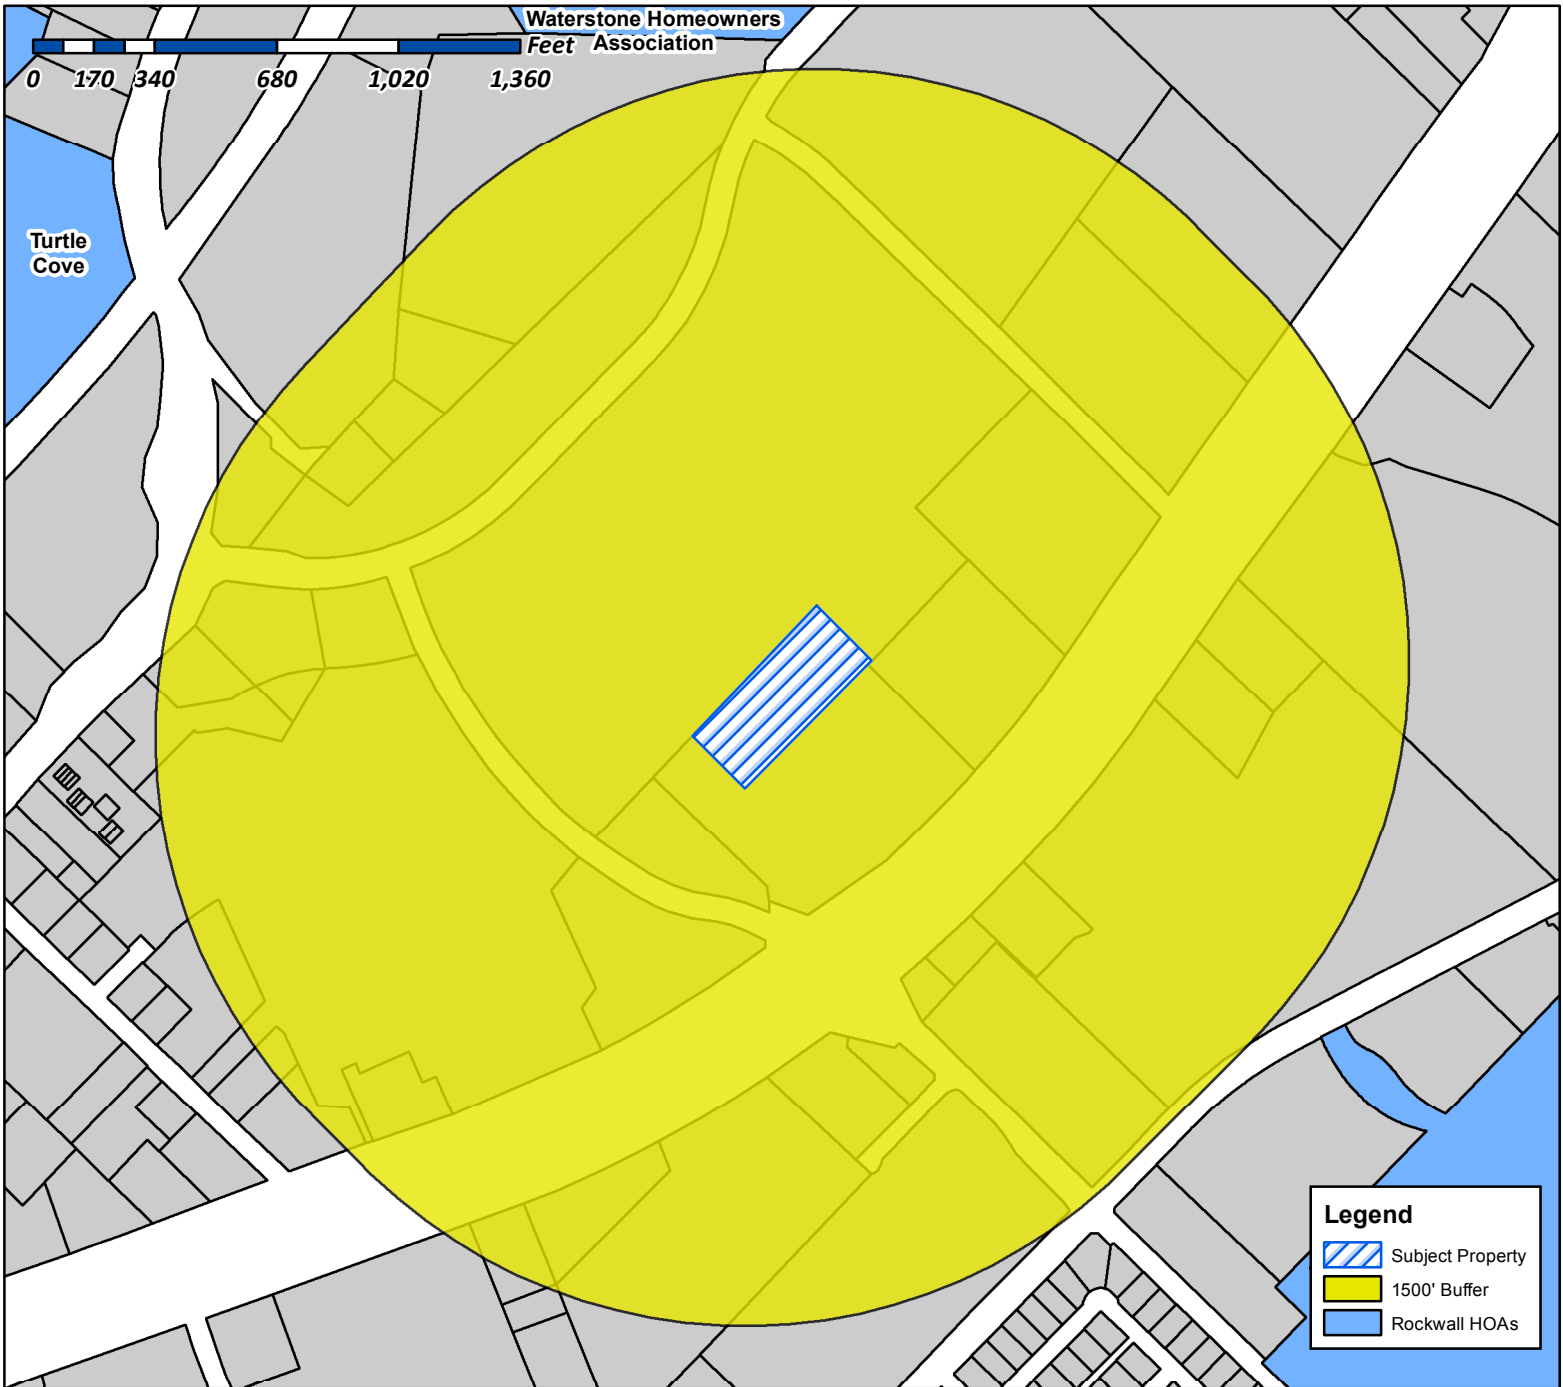 Waterstone Homeowners
Association
Feet
0 170 340 680 1,020 1,360
Turtle
Cove
Legend
Subject Property
1500' Buffer
Rockwall HOAs